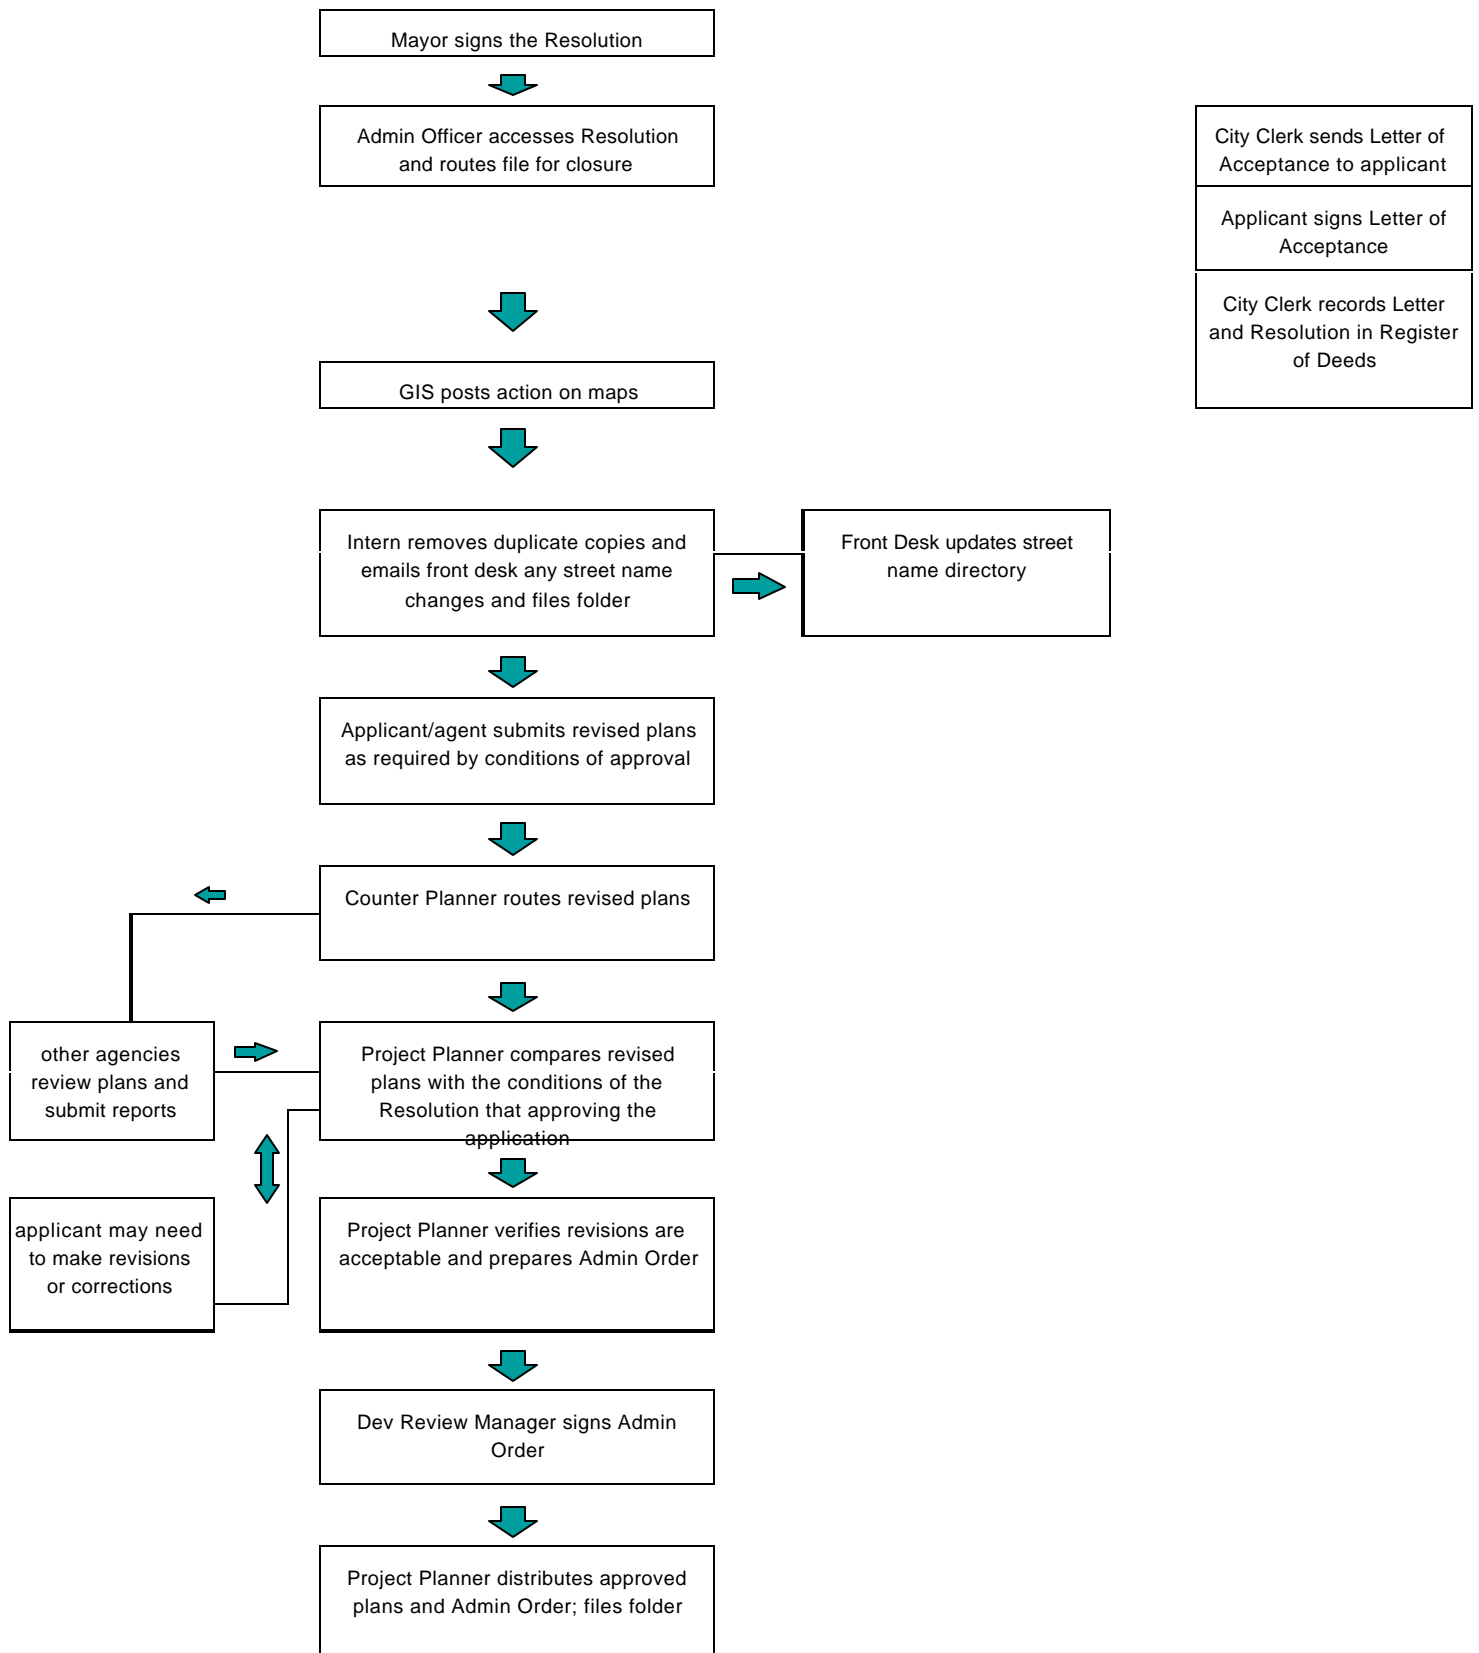 Mayor signs the Resolution
Admin Officer accesses Resolution
and routes file for closure
City Clerk sends Letter of
Acceptance to applicant
Applicant signs Letter of
Acceptance
City Clerk records Letter
and Resolution in Register
of Deeds
GIS posts action on maps
Intern removes duplicate copies and
emails front desk any street name
changes and files folder
Front Desk updates street
name directory
Applicant/agent submits revised plans
as required by conditions of approval
Counter Planner routes revised plans
other agencies
review plans and
submit reports
Project Planner compares revised
plans with the conditions of the
Resolution that approving the
application
applicant may need
to make revisions
or corrections
Project Planner verifies revisions are
acceptable and prepares Admin Order
Dev Review Manager signs Admin
Order
Project Planner distributes approved
plans and Admin Order; files folder